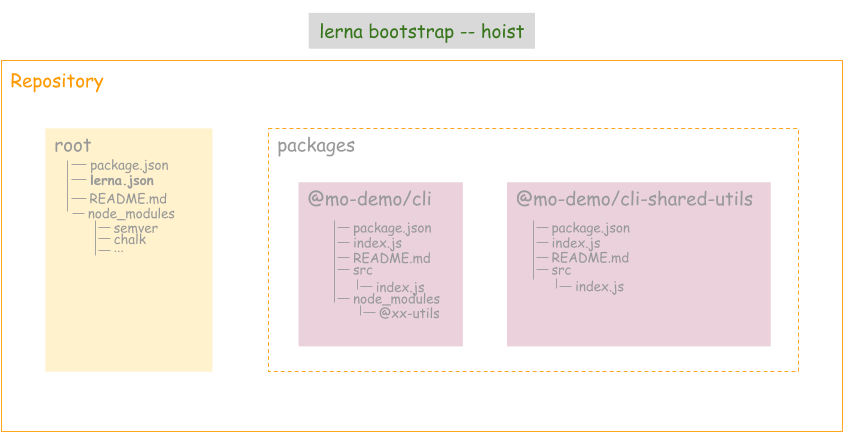 lerna bootstrap -- hoist
Repository
root
package.json
lerna.json
README.md
node_modules
semver
chalk
...
packages
@mo-demo/cli
package.json
index.js
README.md
src
index.js
node_modules
@xx-utils
@mo-demo/cli-shared-utils
package.json
index.js
README.md
src
index.js